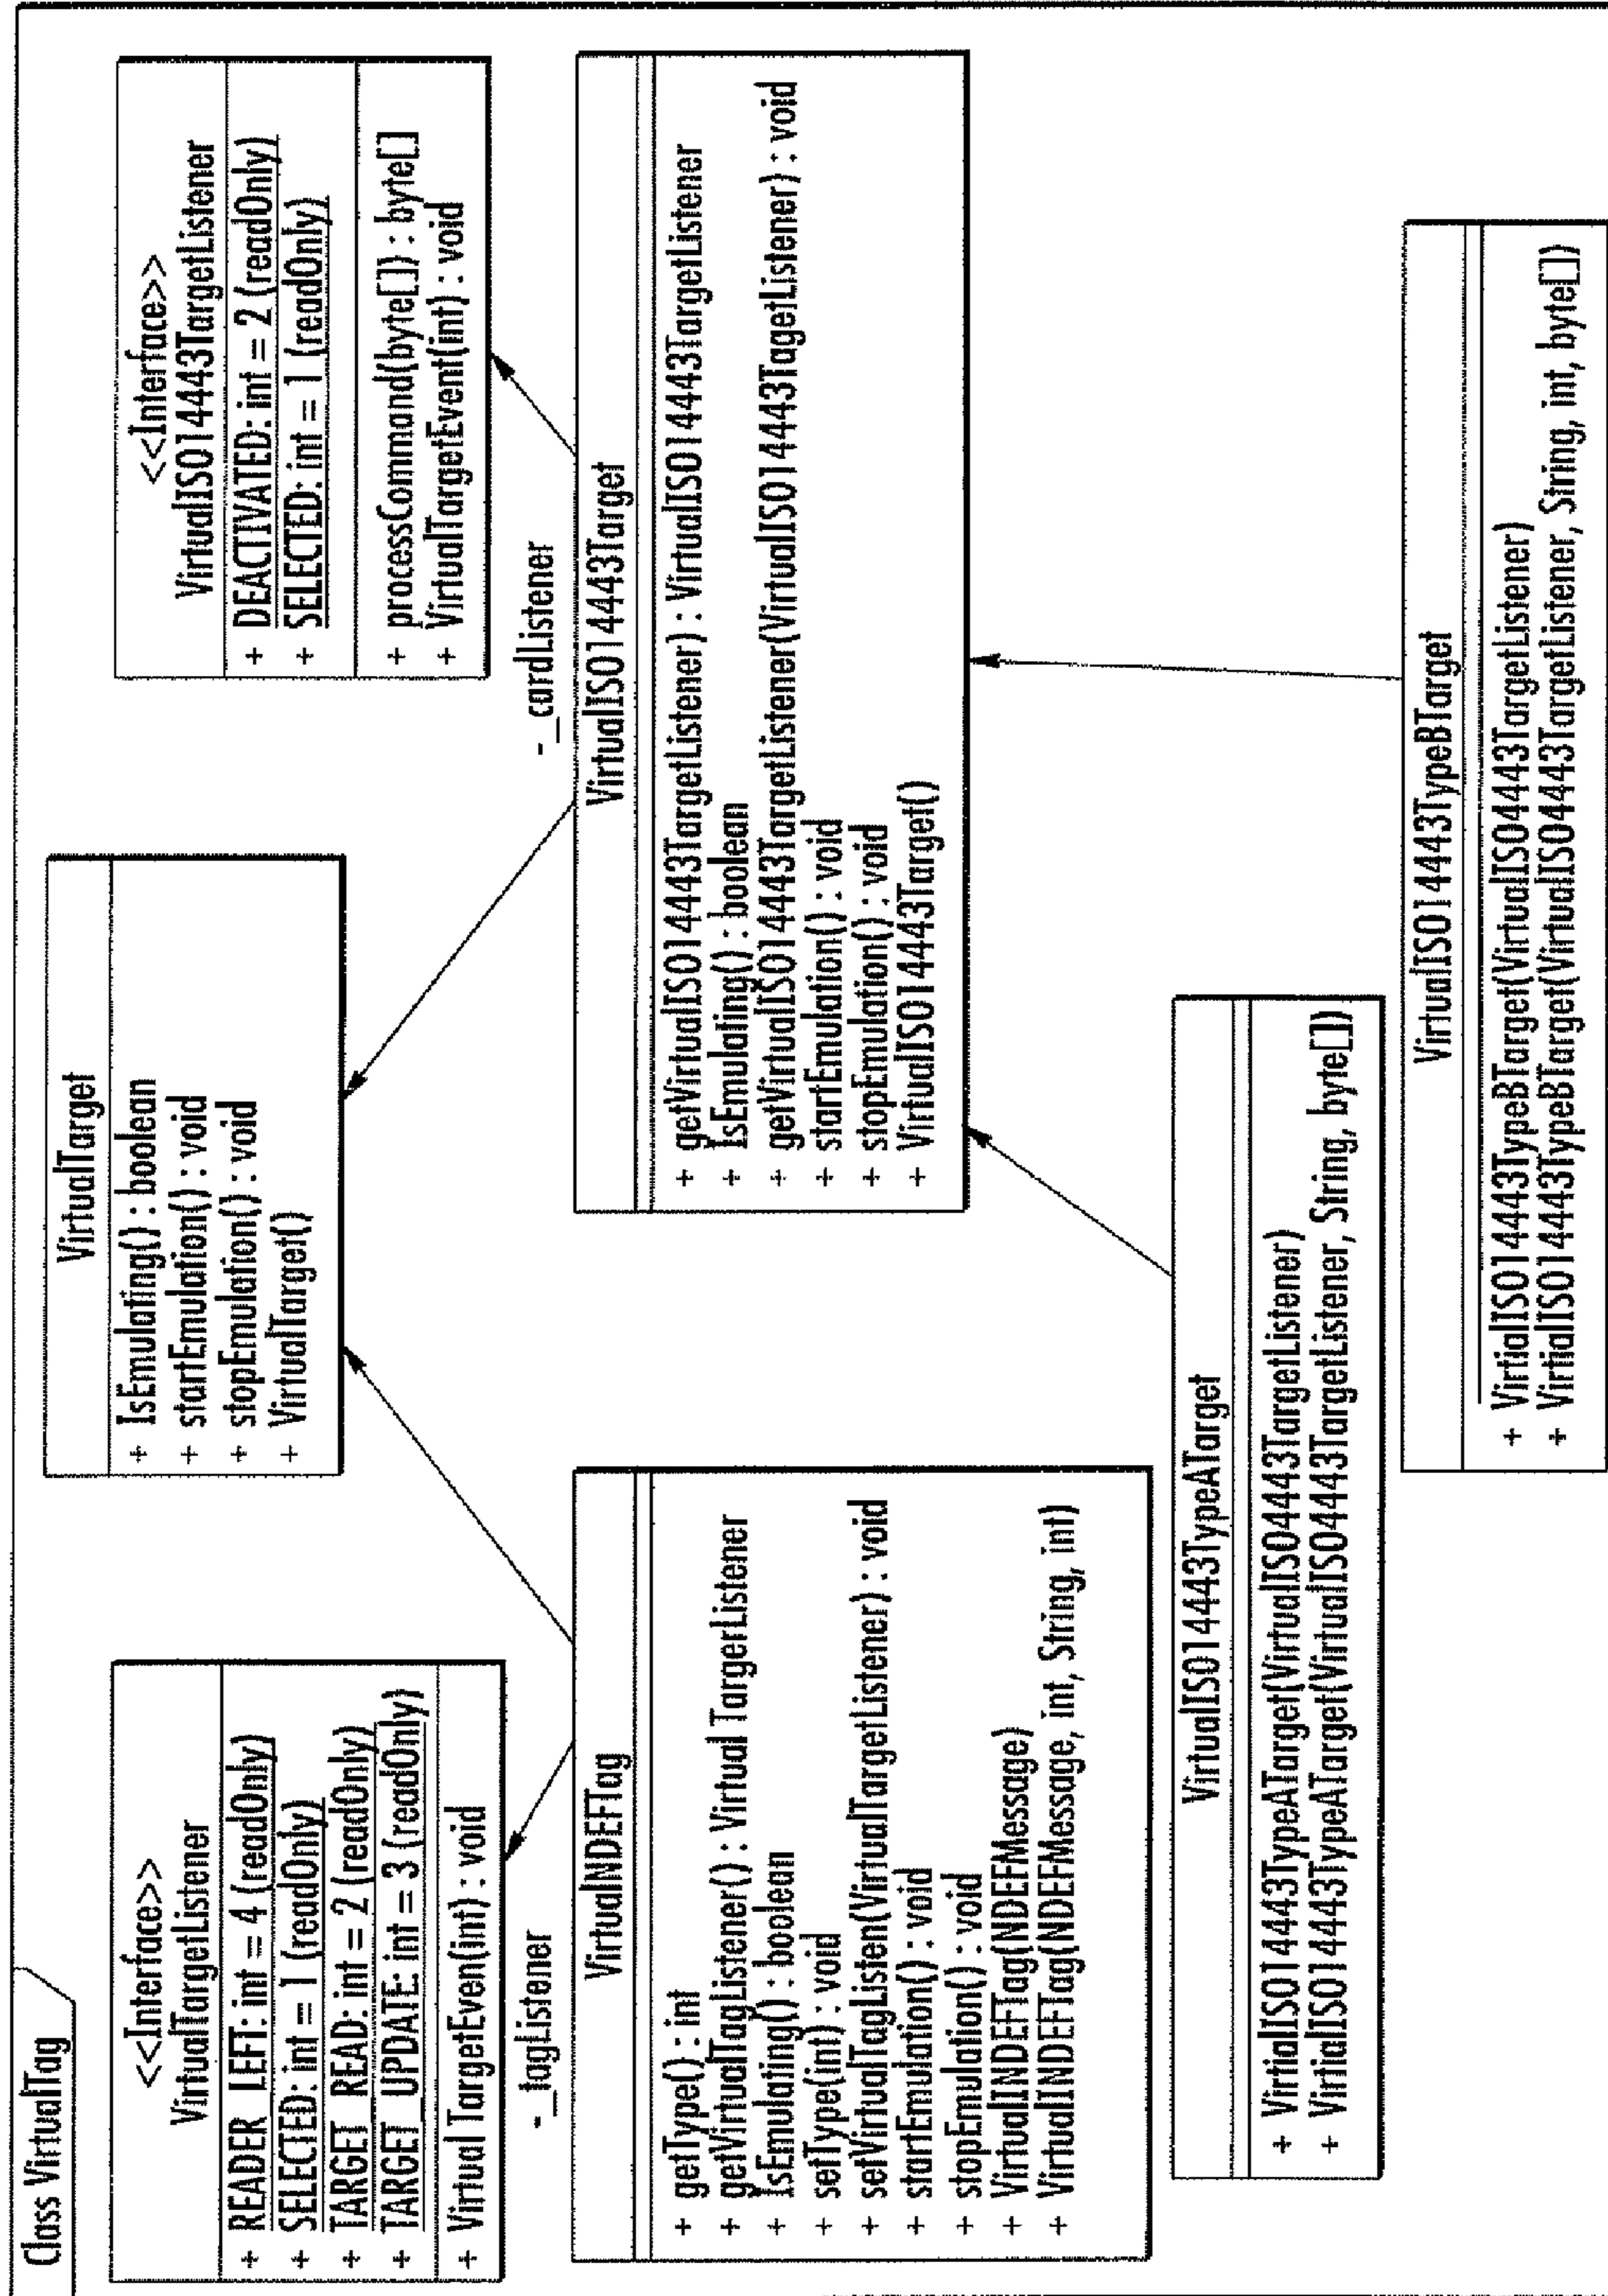 Class VirtualTag
<<Interface>>
VirtualTargetListener
+ READER_LEFT: int = 4 (readOnly)
+ SELECTED: int = 1 (readOnly)
+ TARGET_READ: int = 2 (readOnly)
+ TARGET_UPDATE: int = 3 (readOnly)
+ Virtual TargetEven(int) : void
VirtualTarget
+ IsEmulating() : boolean
+ startEmulation() : void
+ stopEmulation() : void
+ VirtualTarget()
<<Interface>>
VirtualISO14443TargetListener
+ DEACTIVATED: int = 2 (readOnly)
+ SELECTED: int = 1 (readOnly)
+ processCommand(byte[]) : byte[]
+ VirtualTargetEvent(int) : void
-_tagListener
-_cardListener
VirtualNDEFTag
+ getType() : int
+ getVirtualTagListener() : Virtual TargerListener
+ IsEmulating() : boolean
+ setType(int) : void
+ setVirtualTagListen(VirtualTargetListener) : void
+ startEmulation() : void
+ stopEmulation() : void
+ VirtualNDEFTag(NDEFMessage)
+ VirtualNDEFTag(NDEFMessage, int, String, int)
VirtualISO14443Target
+ getVirtualISO14443TargetListener) : VirtualISO14443TargetListener
+ IsEmulating() : boolean
+ getVirtualISO14443TargetListener(VirtualISO14443TagetListener) : void
+ startEmulation() : void
+ stopEmulation() : void
+ VirtualISO14443Target()
VirtualISO14443TypeATarget
+ VirtialISO14443TypeATarget(VirtualISO4443TargetListener)
+ VirtialISO14443TypeATarget(VirtualISO4443TargetListener, String, byte[])
VirtualISO14443TypeBTarget
+ VirtialISO14443TypeBTarget(VirtualISO4443TargetListener)
+ VirtialISO14443TypeBTarget(VirtualISO4443TargetListener, String, int, byte[])